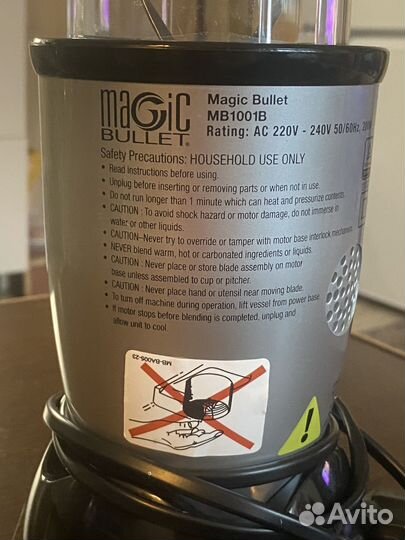 magic
BULLET®
Magic Bullet
MB1001B
Rating: AC 220V - 240V 50/60Hz, 200W
Safety Precautions: HOUSEHOLD USE ONLY
• Read Instructions before using.
• Unplug before inserting or removing parts or when not in use.
• Do not run longer than 1 minute which can heat and pressurize contents.
• CAUTION : To avoid shock hazard or motor damage, do not immerse in
water or other liquids.
• CAUTION–Never try to override or tamper with motor base interlock mechanism.
• NEVER blend warm, hot or carbonated ingredients or liquids.
• CAUTION : Never place or store blade assembly on motor
base unless assembled to cup or pitcher.
• CAUTION : Never place hand or utensil near moving blade.
• To turn off machine during operation, lift vessel from power base.
• If motor stops before blending is completed, unplug and
allow unit to cool.
MB-BA006-23
Avito